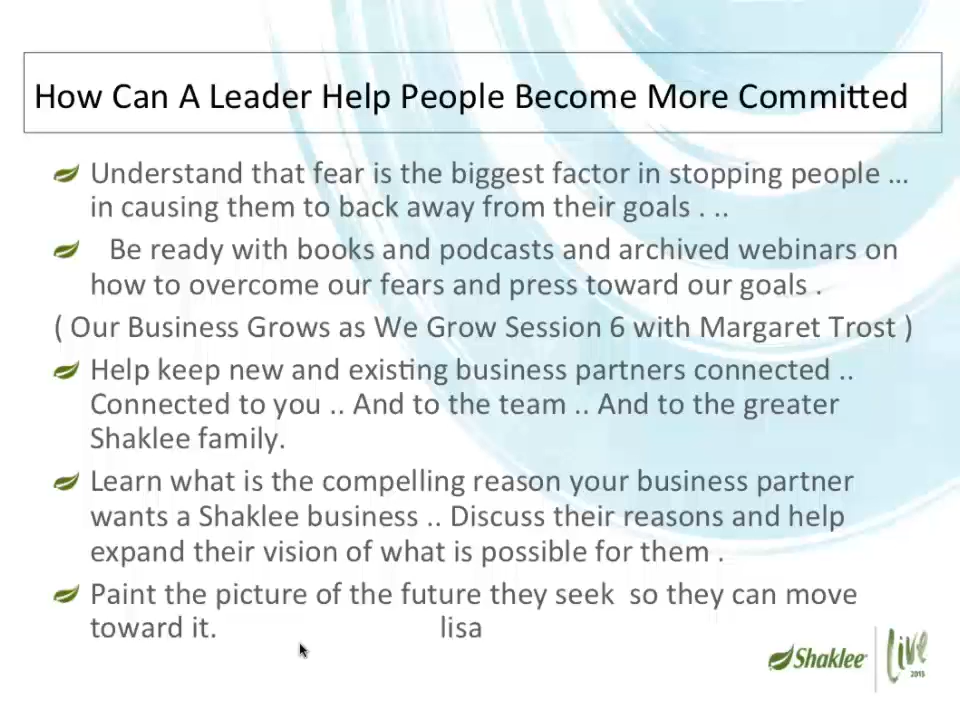 How Can A Leader Help People Become More Committed
Understand that fear is the biggest factor in stopping people ...
in causing them to back away from their goals . ..
Be ready with books and podcasts and archived webinars on
how to overcome our fears and press toward our goals .
( Our Business Grows as We Grow Session 6 with Margaret Trost )
Help keep new and existing business partners connected ..
Connected to you .. And to the team .. And to the greater
Shaklee family.
Learn what is the compelling reason your business partner
wants a Shaklee business .. Discuss their reasons and help
expand their vision of what is possible for them .
Paint the picture of the future they seek  so they can move
toward it. lisa
Shaklee Live
2015